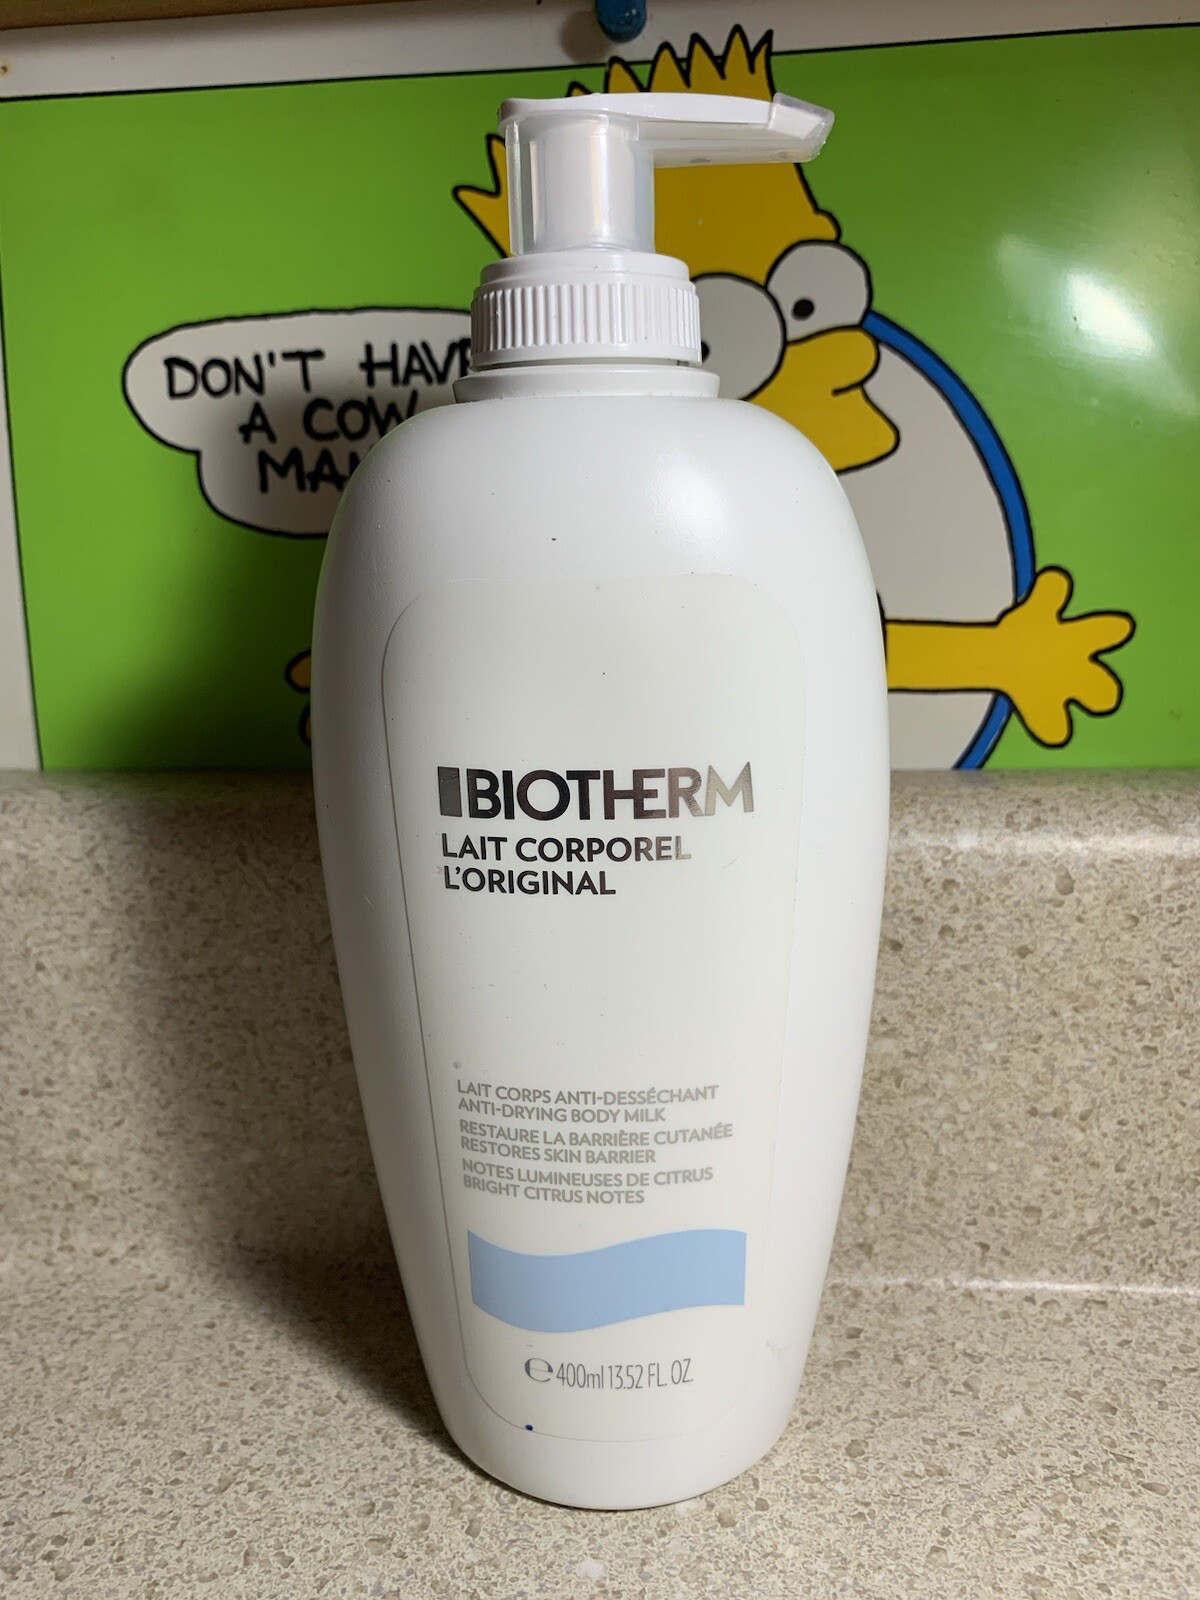 DON'T HAVE
A COW
MAN
BIOTHERM
LAIT CORPOREL
L'ORIGINAL
LAIT CORPS ANTI-DESSÉCHANT
ANTI-DRYING BODY MILK
RESTAURE LA BARRIÈRE CUTANÉE
RESTORES SKIN BARRIER
NOTES LUMINEUSES DE CITRUS
BRIGHT CITRUS NOTES
℮400ml 13.52 FL. OZ.